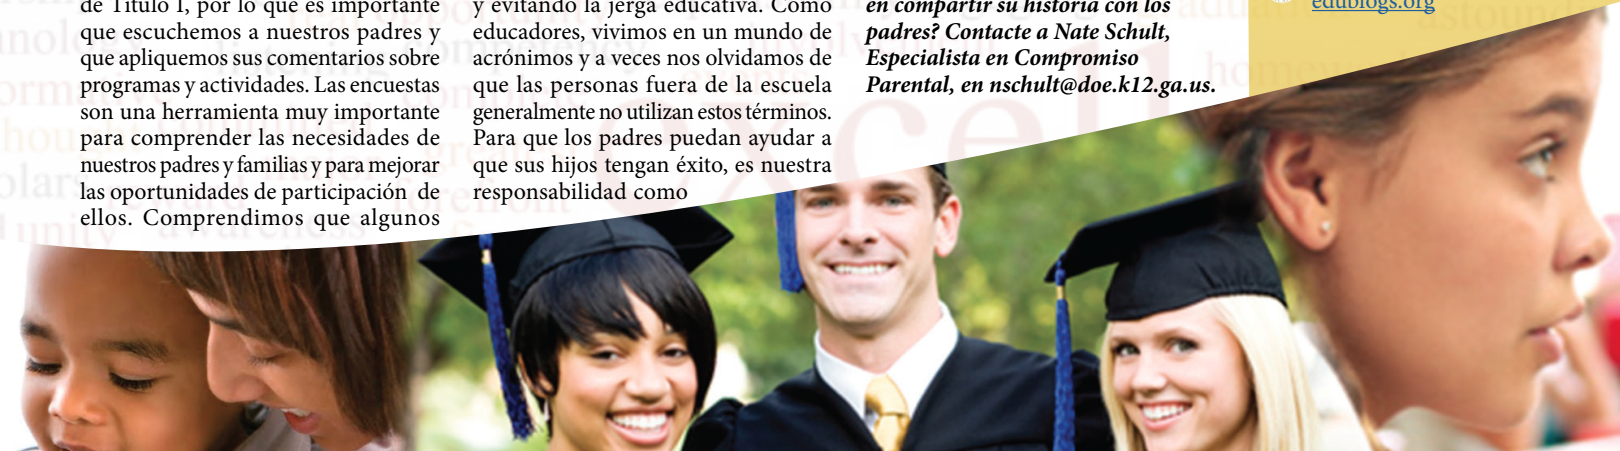 de Título I, por lo que es importante
que escuchemos a nuestros padres y
que apliquemos sus comentarios sobre
programas y actividades. Las encuestas
son una herramienta muy importante
para comprender las necesidades de
nuestros padres y familias y para mejorar
las oportunidades de participación de
ellos. Comprendimos que algunos
y evitando la jerga educativa. Como
educadores, vivimos en un mundo de
acrónimos y a veces nos olvidamos de
que las personas fuera de la escuela
generalmente no utilizan estos términos.
Para que los padres puedan ayudar a
que sus hijos tengan éxito, es nuestra
responsabilidad como
en compartir su historia con los
padres? Contacte a Nate Schult,
Especialista en Compromiso
Parental, en nschult@doe.k12.ga.us.
edublogs.org
excel
competency
listening
awareness